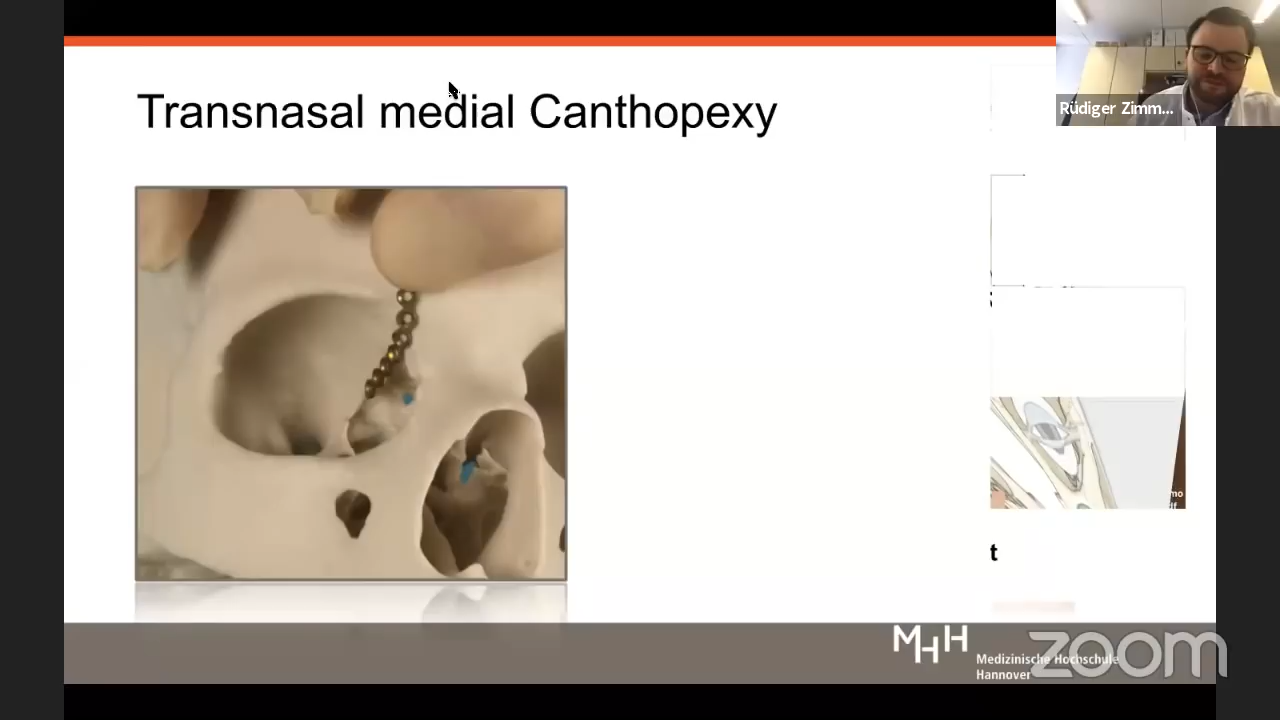 Transnasal medial Canthopexy
Rüdiger Zimm...
t
MHH
Medizinische Hochschule
Hannover
zoom